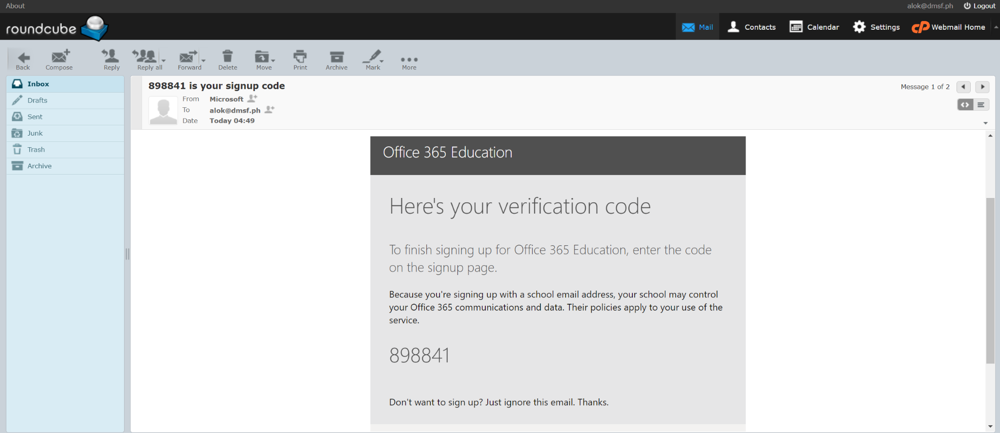 About
alok@dmsf.ph Logout
roundcube
Mail Contacts Calendar Settings cP Webmail Home
Back Compose Reply Reply all Forward Delete Move Print Archive Mark More
Inbox
Drafts
Sent
Junk
Trash
Archive
898841 is your signup code
Message 1 of 2
From Microsoft
To alok@dmsf.ph
Date Today 04:49
Office 365 Education
Here's your verification code
To finish signing up for Office 365 Education, enter the code
on the signup page.
Because you're signing up with a school email address, your school may control
your Office 365 communications and data. Their policies apply to your use of the
service.
898841
Don't want to sign up? Just ignore this email. Thanks.